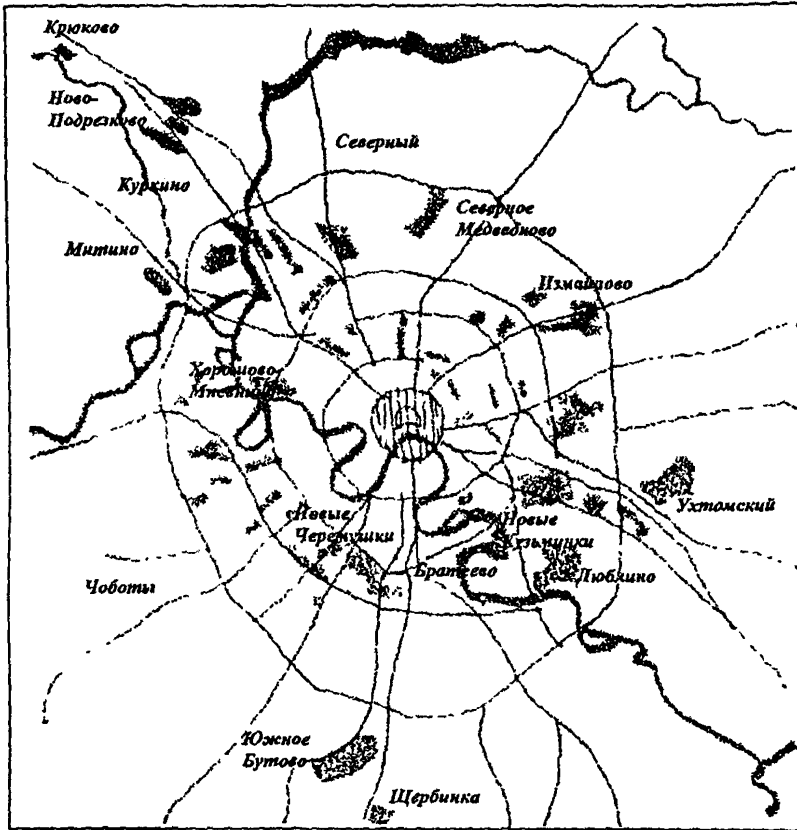 Крюково
Ново-
Подрезково
Северный
Куркино
Северное
Медведково
Митино
Измайлово
Хорошово-
Мневники
Ухтомский
Новые
Черемушки
Новые
Кузьминки
Братеево
Люблино
Чоботы
Южное
Бутово
Щербинка